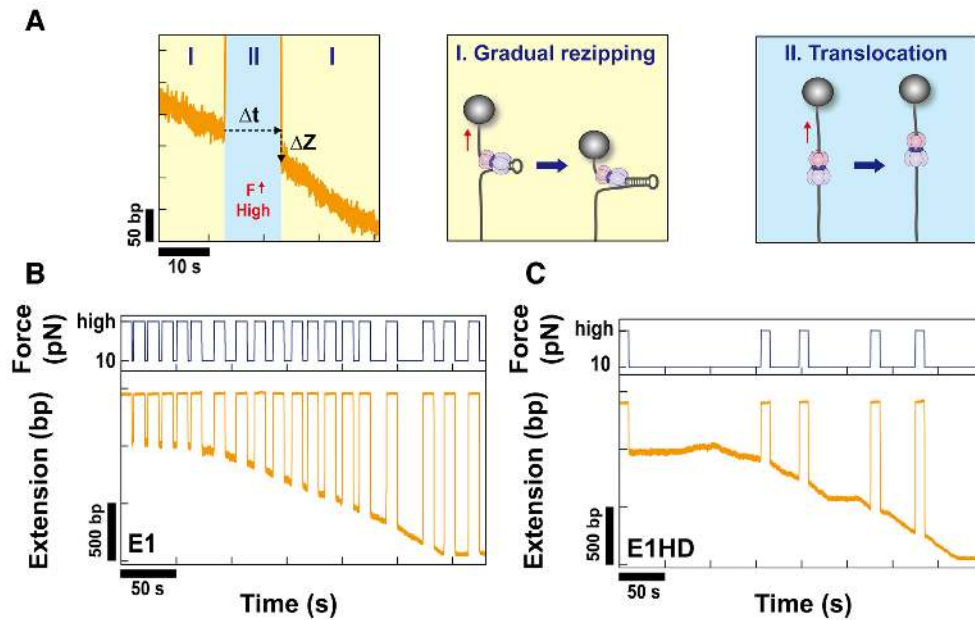 A
I
II
I
Δt
ΔZ
F↑
High
50 bp
10 s
I. Gradual rezipping
II. Translocation
B
Force
(pN)
high
10
Extension (bp)
500 bp
E1
50 s
Time (s)
C
Force
(pN)
high
10
Extension (bp)
500 bp
E1HD
50 s
Time (s)